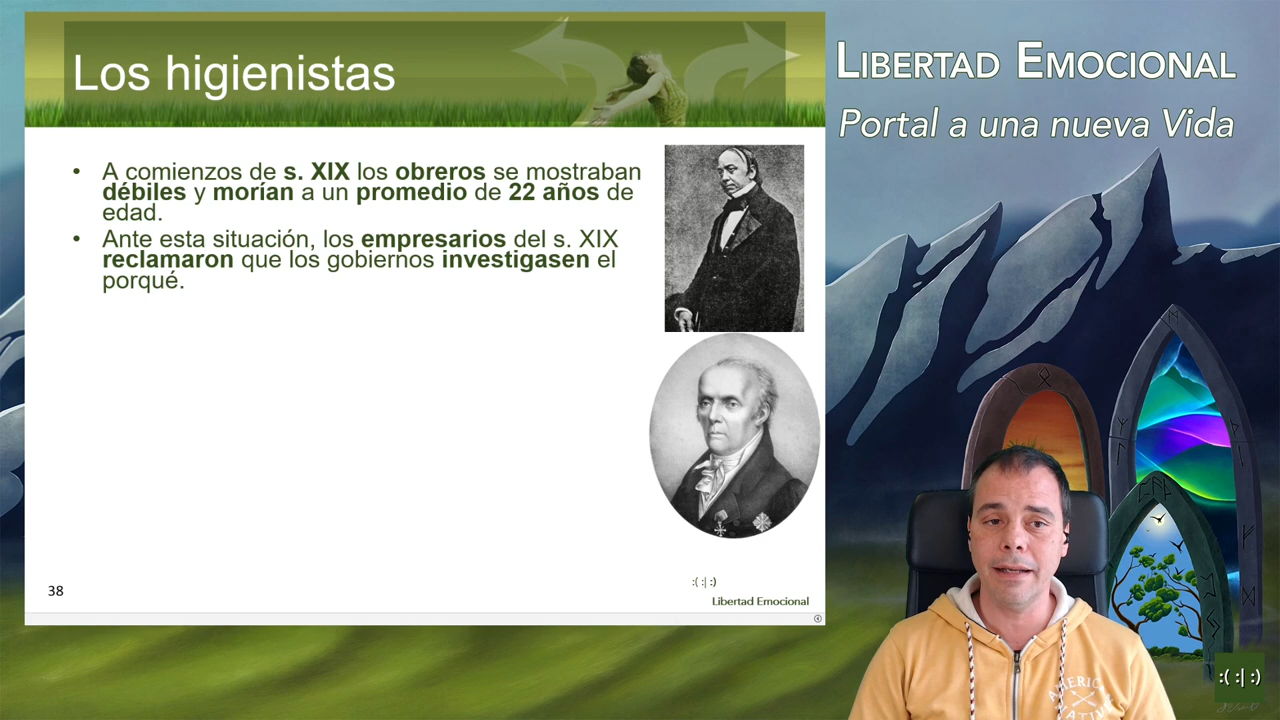 Los higienistas
• A comienzos de s. XIX los obreros se mostraban
débiles y morían a un promedio de 22 años de
edad.
• Ante esta situación, los empresarios del s. XIX
reclamaron que los gobiernos investigasen el
porqué.
38
:( :| :)
Libertad Emocional
LIBERTAD EMOCIONAL
Portal a una nueva Vida
AMERIC
NATIV
:( :| :)